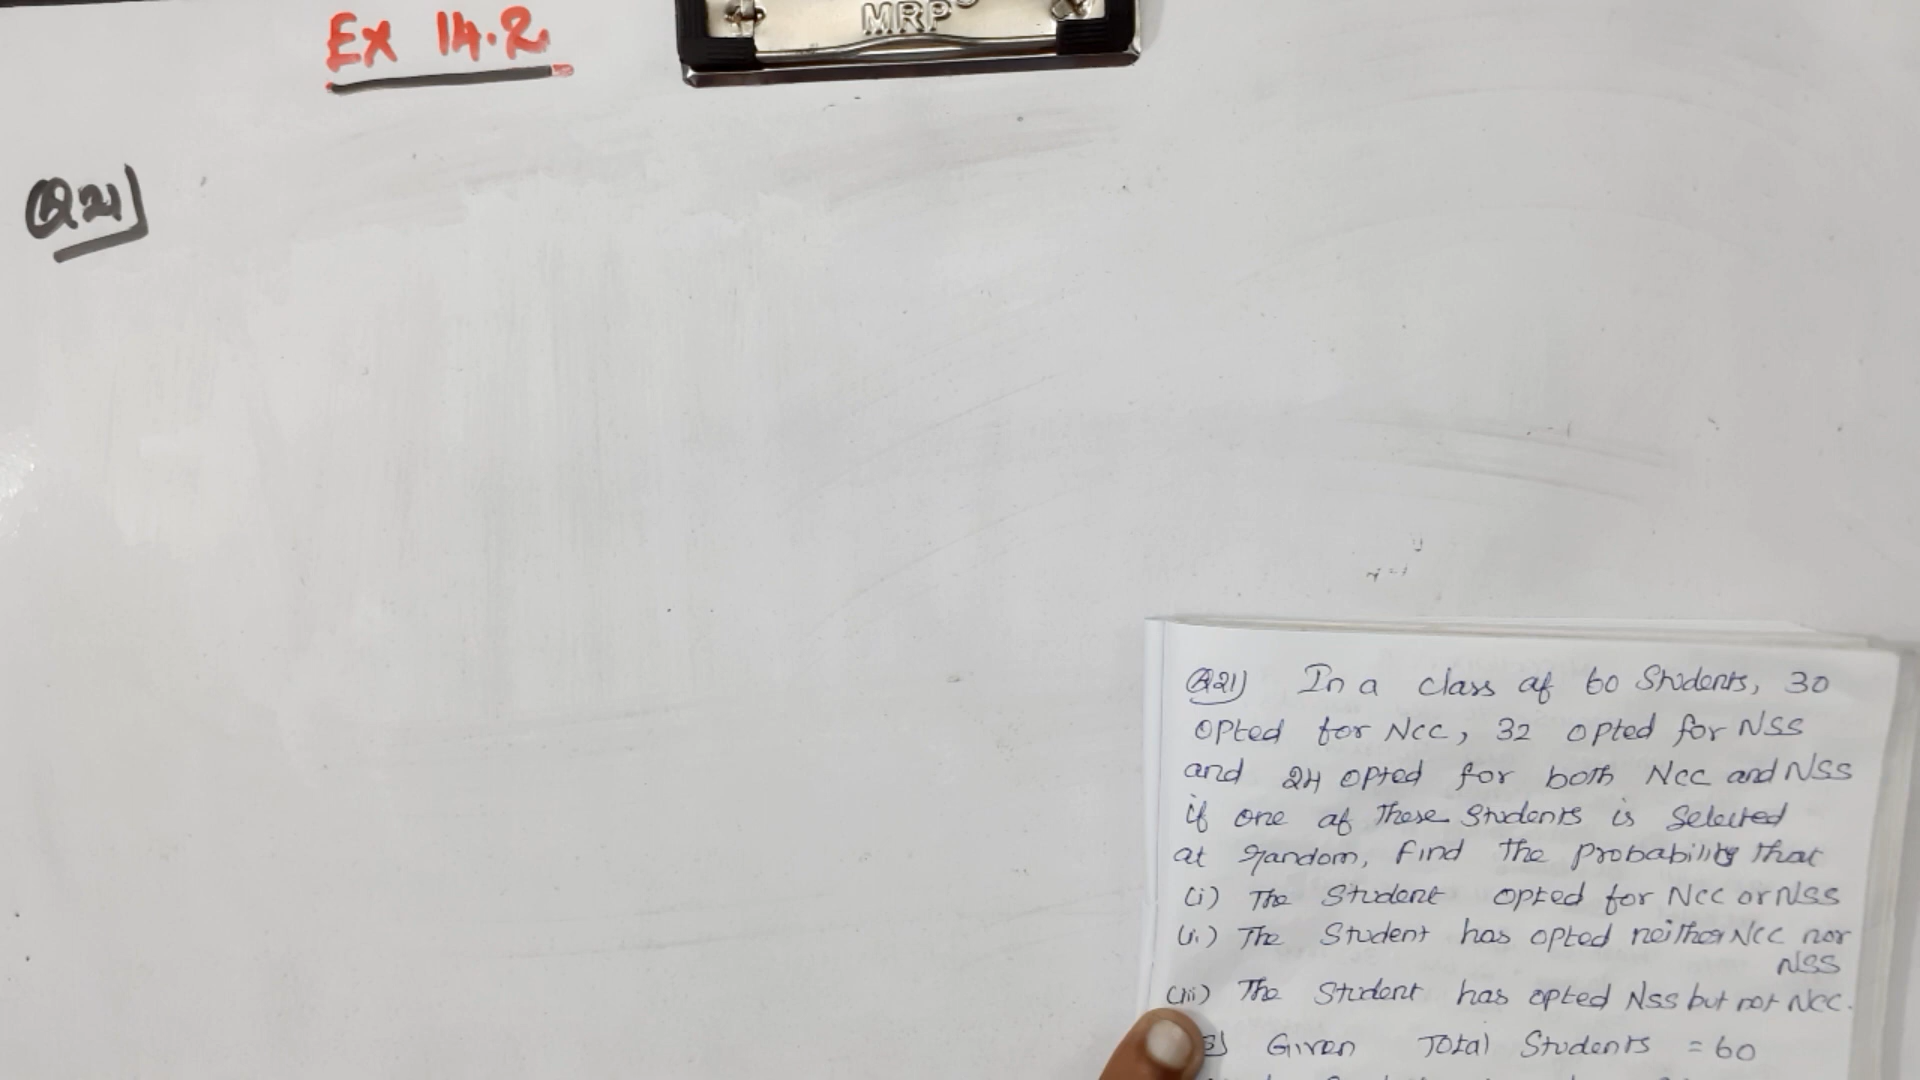 Ex 14.2
MRP
Q21)
Q21) In a class of 60 Students, 30
opted for NCC, 32 opted for NSS
and 24 opted for both NCC and NSS
if one of These Students is Selected
at random, find the probability that
(i) The Student opted for NCC or NSS
(ii) The Student has opted neither NCC nor
NSS
(iii) The Student has opted NSS but not NCC.
Given Total Students = 60